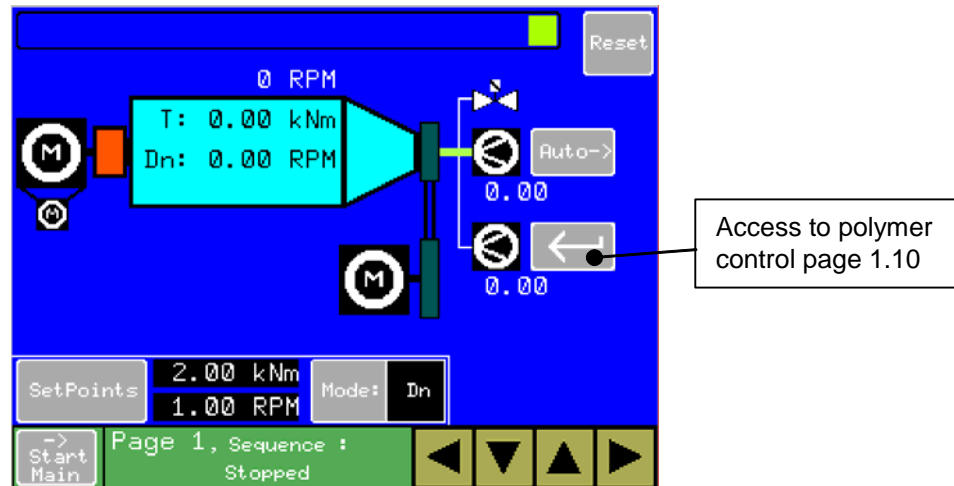 Reset
0 RPM
T: 0.00 kNm
Dn: 0.00 RPM
M
M
Auto->
0.00
Access to polymer
control page 1.10
M
0.00
SetPoints
2.00 kNm
1.00 RPM
Mode: Dn
->
Start
Main
Page 1, Sequence :
Stopped